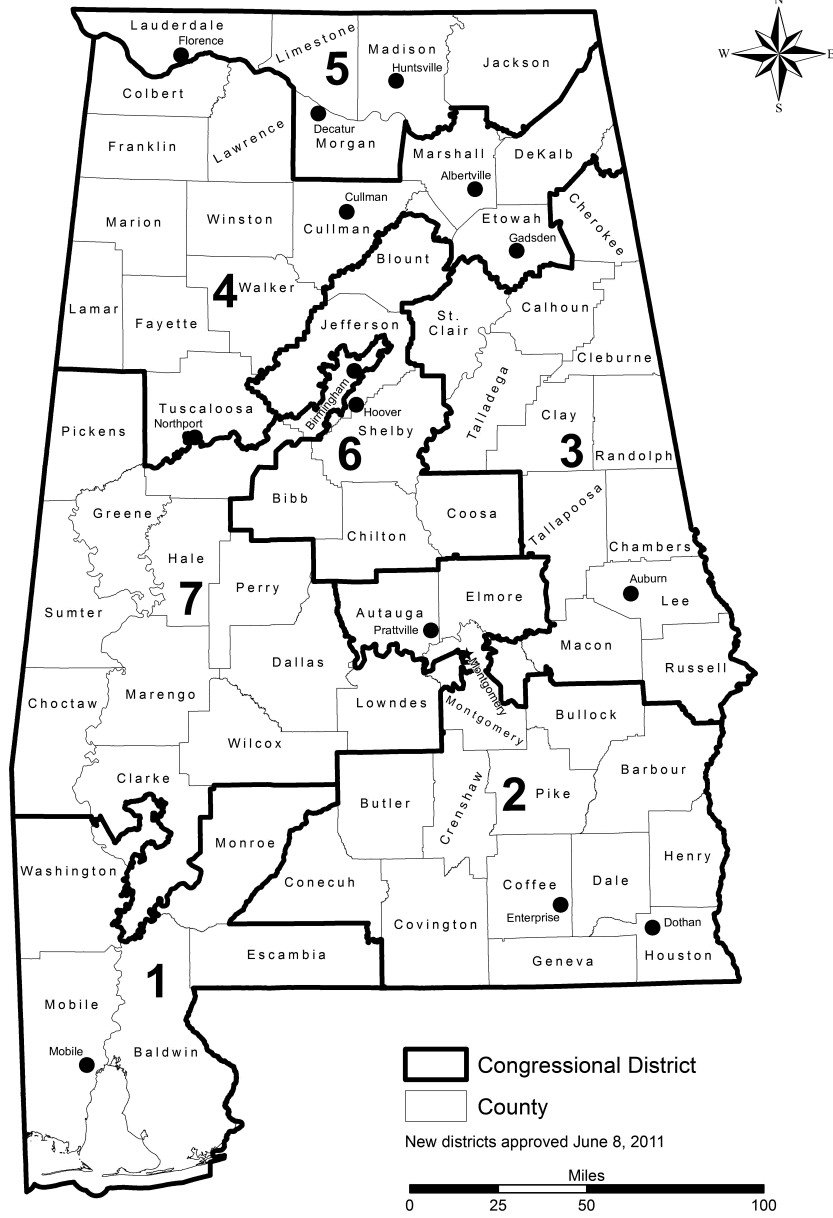 N
W
E
S
Lauderdale
Florence
Limestone
5
Madison
Huntsville
Jackson
Colbert
Lawrence
Decatur
Morgan
Franklin
Marshall
DeKalb
Albertville
Marion
Winston
Cullman
Cullman
Etowah
Gadsden
Cherokee
Blount
4
Walker
Lamar
Fayette
Jefferson
St.
Clair
Calhoun
Cleburne
Birmingham
Tuscaloosa
Northport
Hoover
Shelby
Talladega
Clay
Pickens
6
3
Randolph
Bibb
Greene
Coosa
Tallapoosa
Chilton
Chambers
Hale
7
Perry
Auburn
Lee
Sumter
Autauga
Prattville
Elmore
Macon
Dallas
Montgomery
Russell
Choctaw
Marengo
Lowndes
Montgomery
Bullock
Wilcox
Barbour
Clarke
Butler
Crenshaw
2
Pike
Monroe
Washington
Conecuh
Coffee
Dale
Henry
Enterprise
Covington
Dothan
Escambia
Geneva
Houston
1
Mobile
Mobile
Baldwin
Congressional District
County
New districts approved June 8, 2011
Miles
0 25 50 100